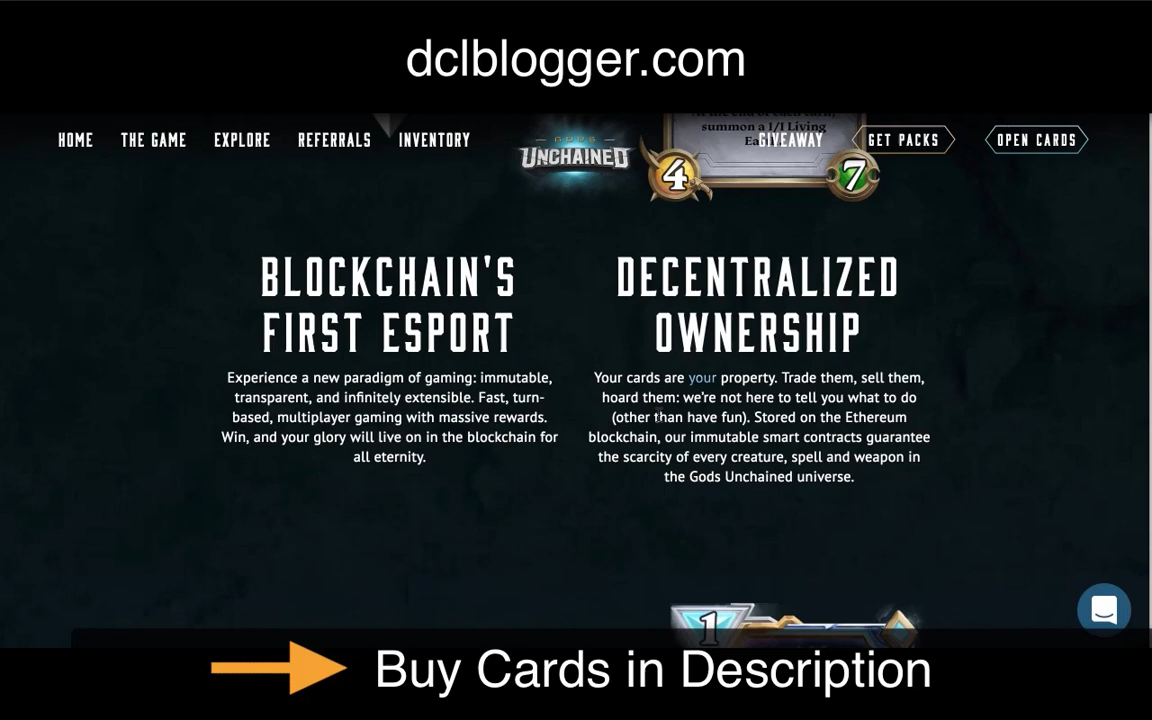 dclblogger.com
HOME THE GAME EXPLORE REFERRALS INVENTORY
GODS
UNCHAINED
summon a 1/1 Living
GIVEAWAY
GET PACKS
OPEN CARDS
4
7
BLOCKCHAIN'S
FIRST ESPORT
Experience a new paradigm of gaming: immutable,
transparent, and infinitely extensible. Fast, turn-
based, multiplayer gaming with massive rewards.
Win, and your glory will live on in the blockchain for
all eternity.
DECENTRALIZED
OWNERSHIP
Your cards are your property. Trade them, sell them,
hoard them: we're not here to tell you what to do
(other than have fun). Stored on the Ethereum
blockchain, our immutable smart contracts guarantee
the scarcity of every creature, spell and weapon in
the Gods Unchained universe.
1
Buy Cards in Description